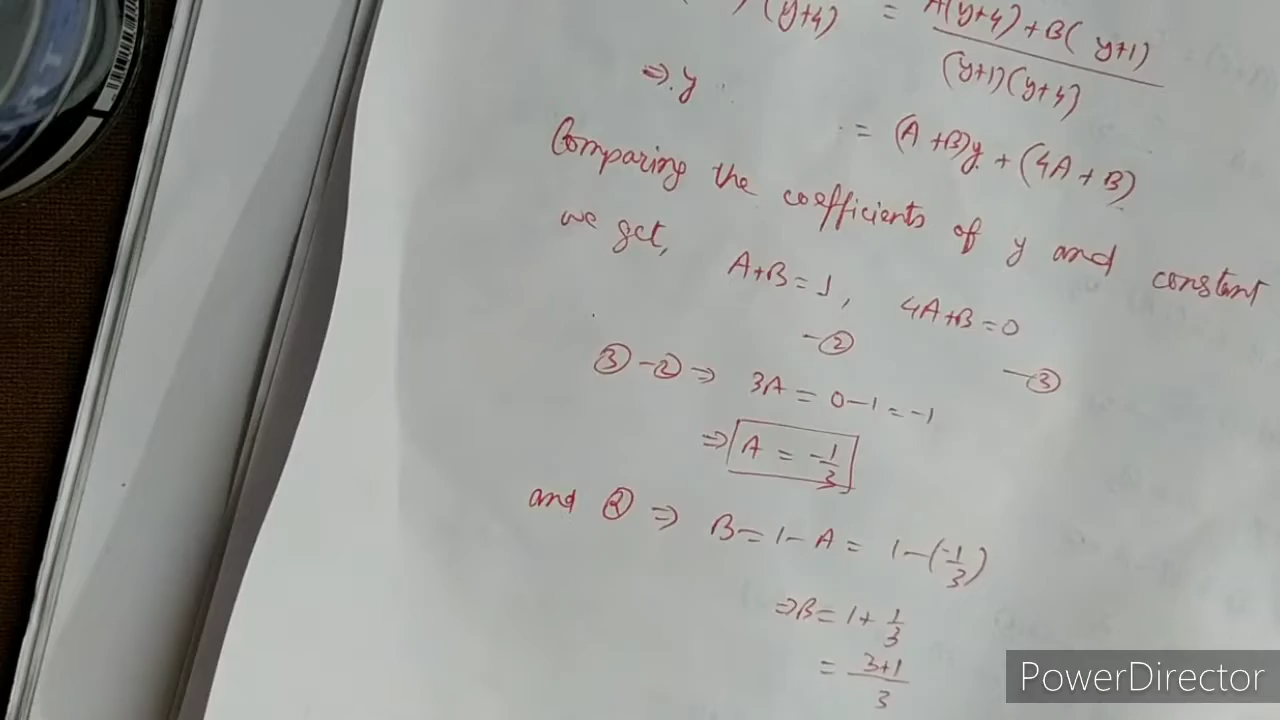 (y+4) = A(y+4)+B(y+1)
(y+1)(y+4)
⇒ y = (A+B)y + (4A+B)
Comparing the coefficients of y and constant
we get, A+B=1, 4A+B=0
-② -③
③-② ⇒ 3A = 0-1 = -1
⇒ A = -1/3
and ② ⇒ B = 1-A = 1-(-1/3)
⇒ B = 1+ 1/3
= 3+1/3
PowerDirector